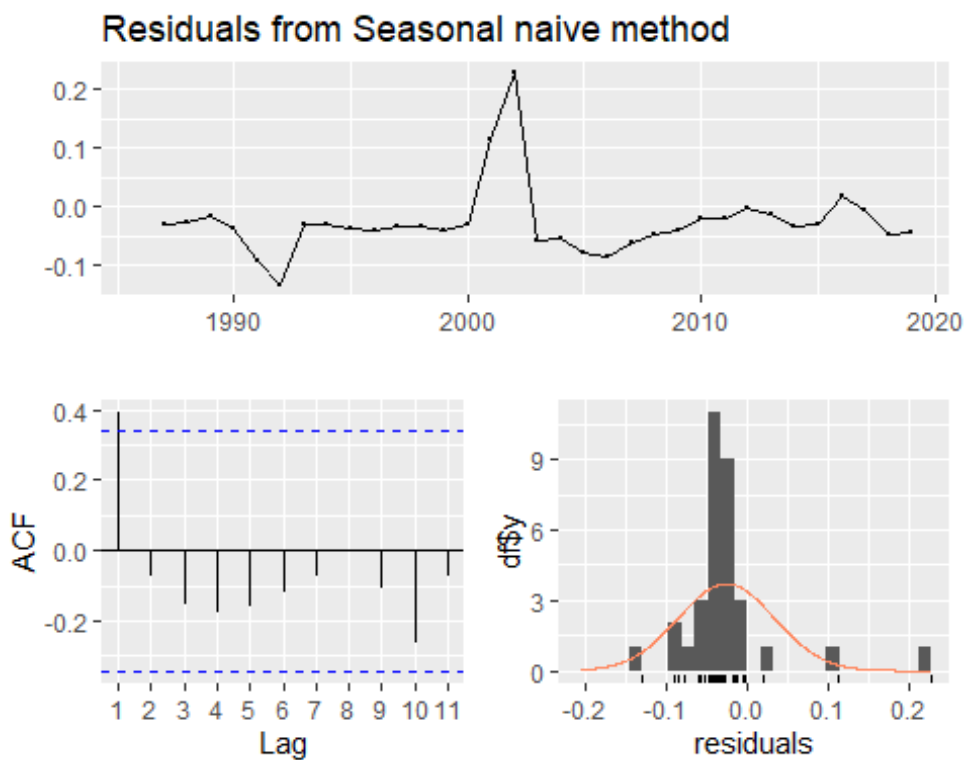 Residuals from Seasonal naive method
0.2
0.1
0.0
-0.1
1990 2000 2010 2020
0.4
0.2
0.0
-0.2
ACF
1 2 3 4 5 6 7 8 9 10 11
Lag
9
6
3
0
df$y
-0.2 -0.1 0.0 0.1 0.2
residuals